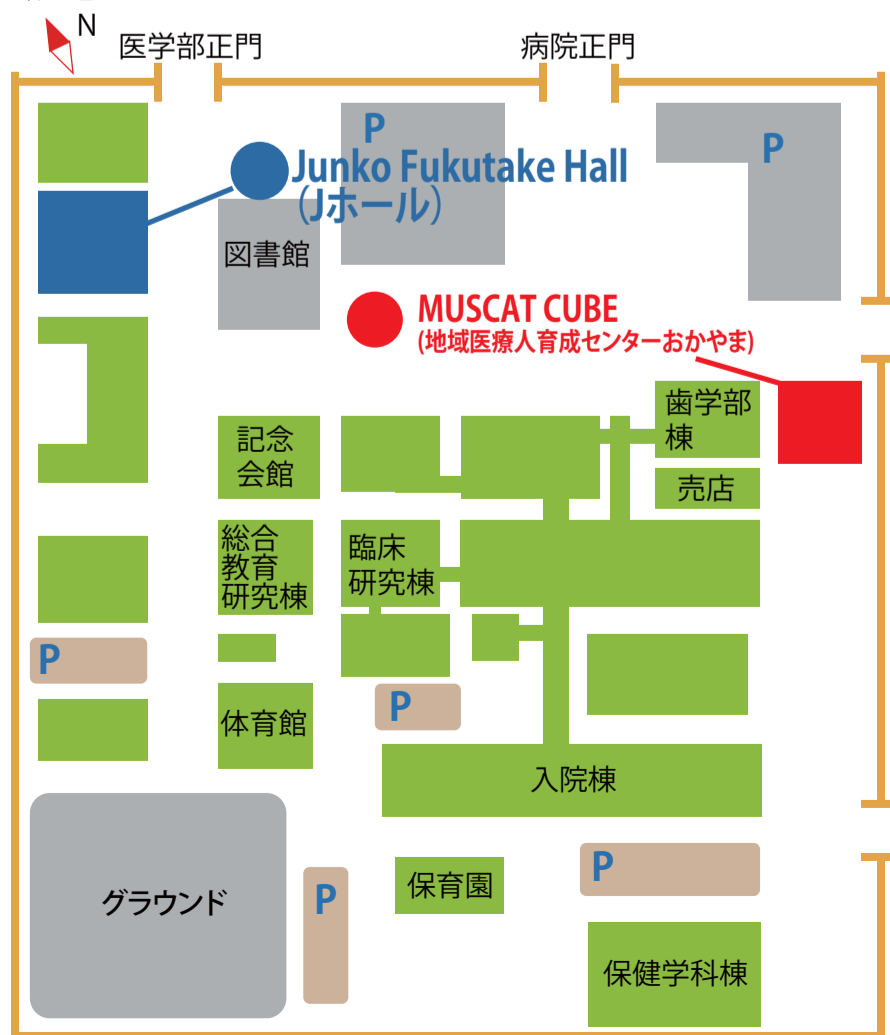 N
医学部正門
病院正門
P
P
Junko Fukutake Hall
(Jホール)
図書館
MUSCAT CUBE
(地域医療人育成センターおかやま)
歯学部
棟
記念
会館
売店
総合
教育
研究棟
臨床
研究棟
P
P
体育館
入院棟
P
P
保育園
グラウンド
保健学科棟